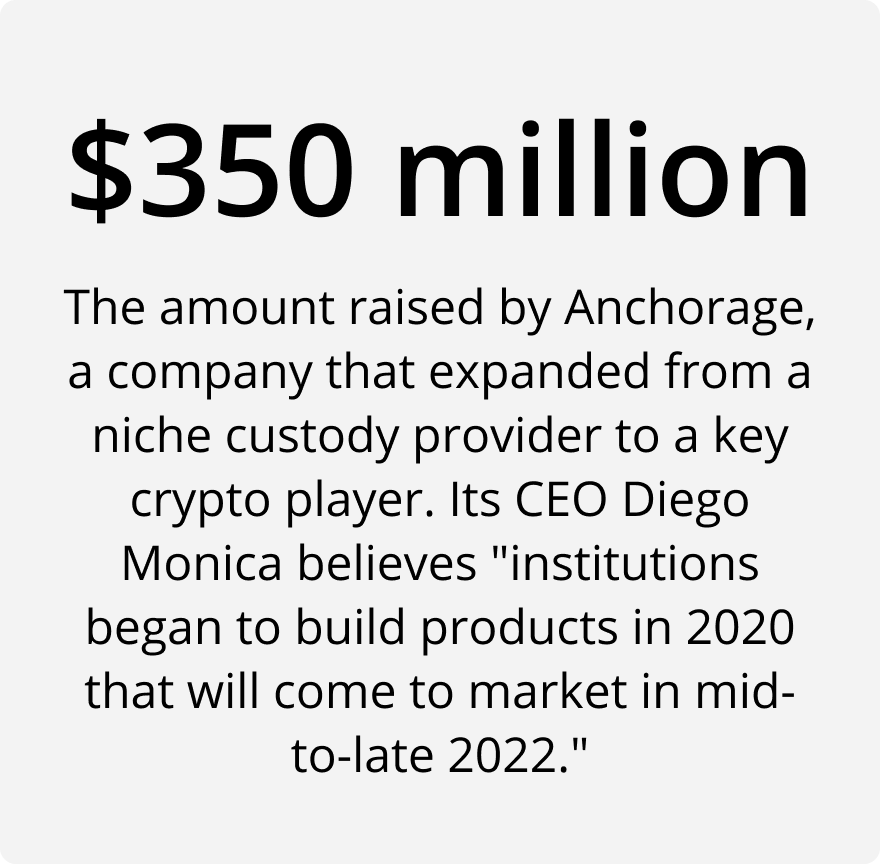 $350 million
The amount raised by Anchorage,
a company that expanded from a
niche custody provider to a key
crypto player. Its CEO Diego
Monica believes "institutions
began to build products in 2020
that will come to market in mid-
to-late 2022."